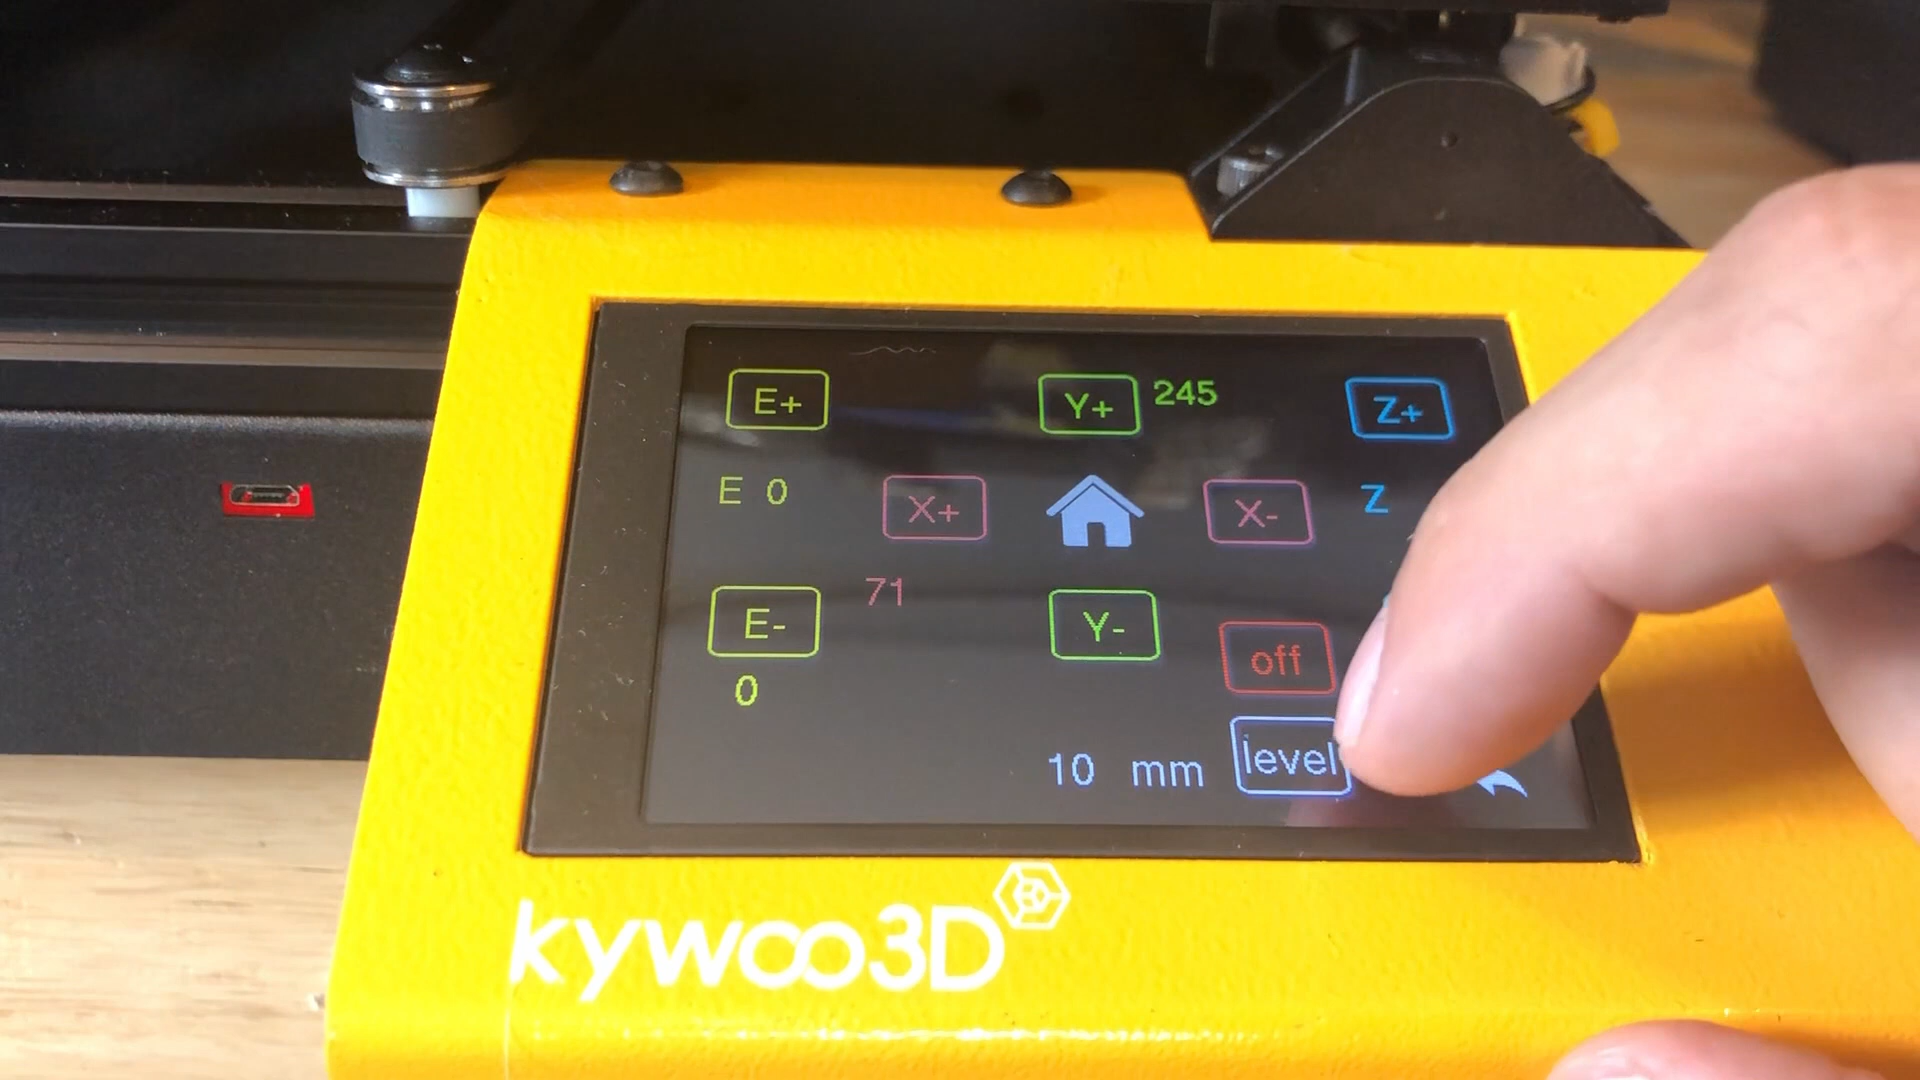 E+ Y+ 245 Z+
E 0 X+ X- Z
71
E- Y- off
0
10 mm level
kywoo3D